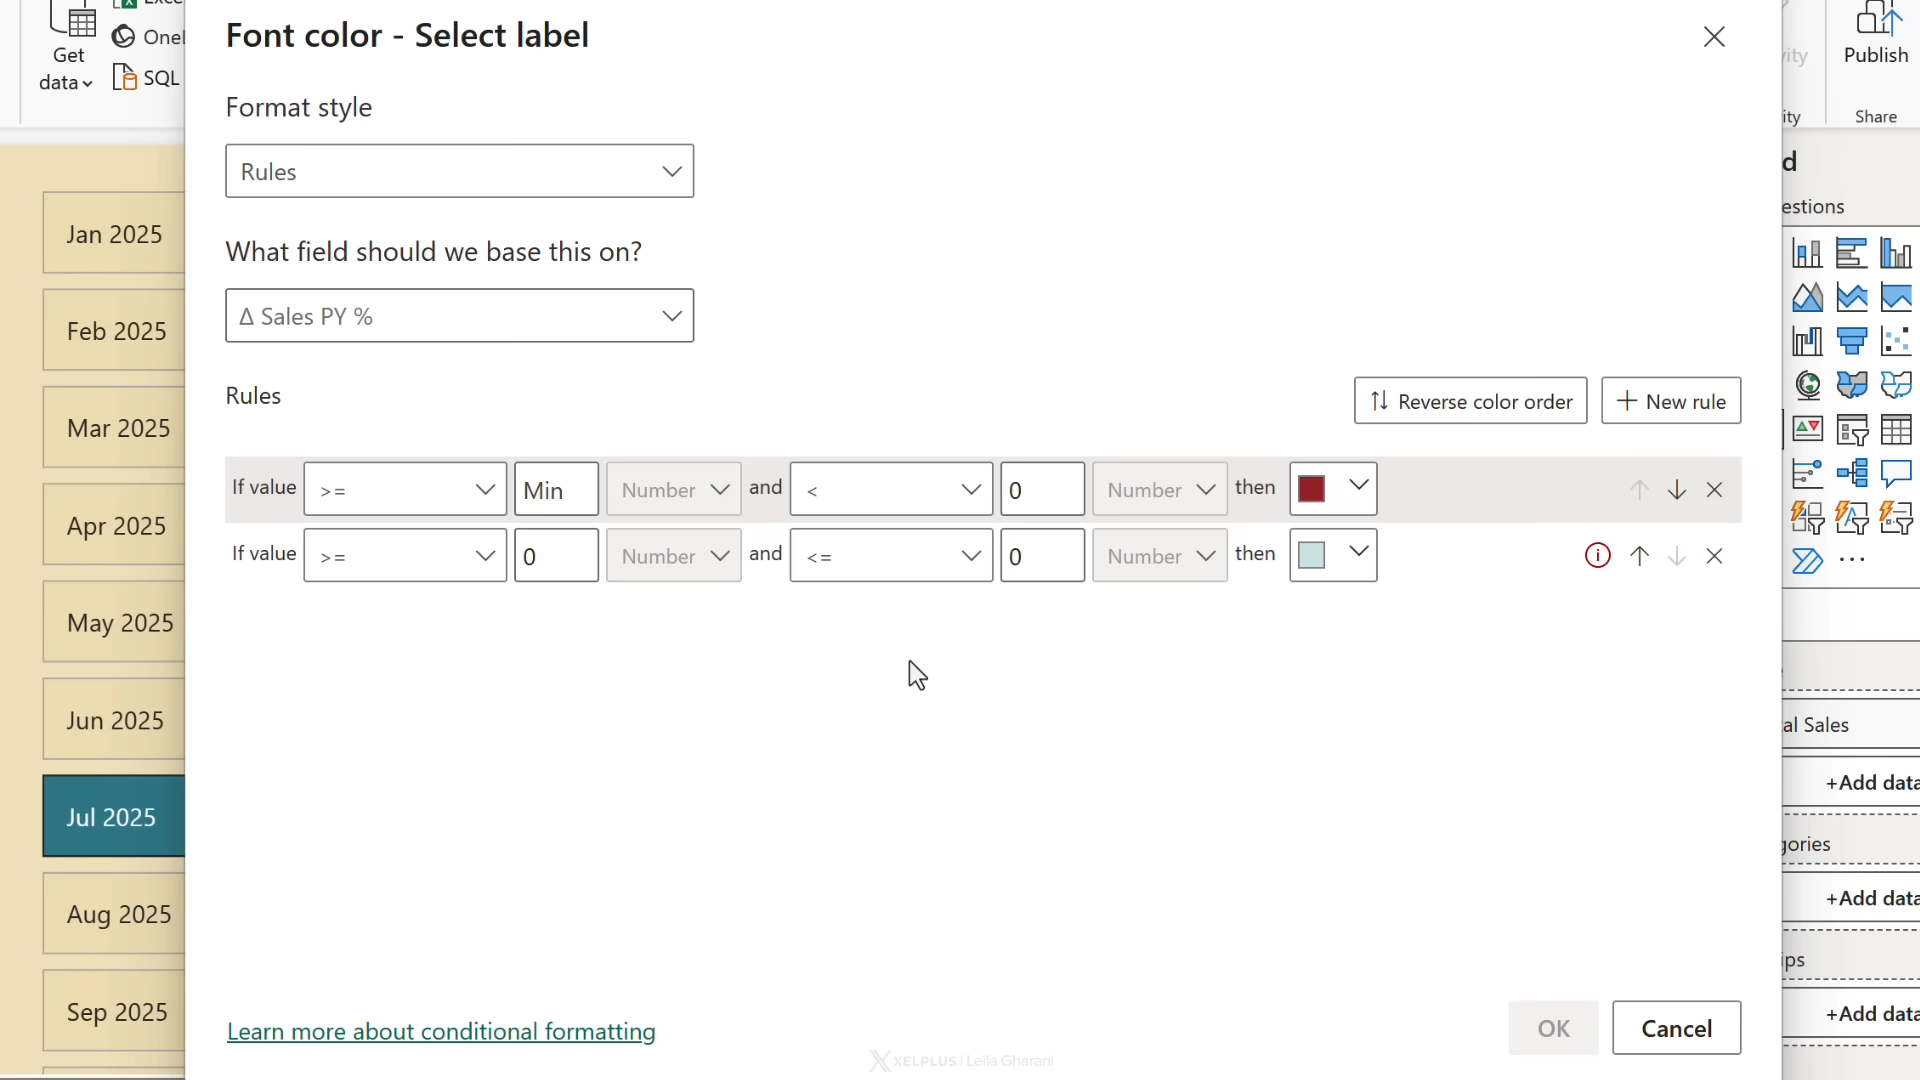 Get
data
Onel
SQL
Font color - Select label
Publish
Share
Format style
Rules
What field should we base this on?
Δ Sales PY %
Rules
Reverse color order
New rule
If value >= Min Number and < 0 Number then
If value >= 0 Number and <= 0 Number then
Jan 2025
Feb 2025
Mar 2025
Apr 2025
May 2025
Jun 2025
Jul 2025
Aug 2025
Sep 2025
estions
al Sales
+Add data
gories
+Add data
ips
+Add data
Learn more about conditional formatting
OK
Cancel
XELPLUS | Leila Gharani